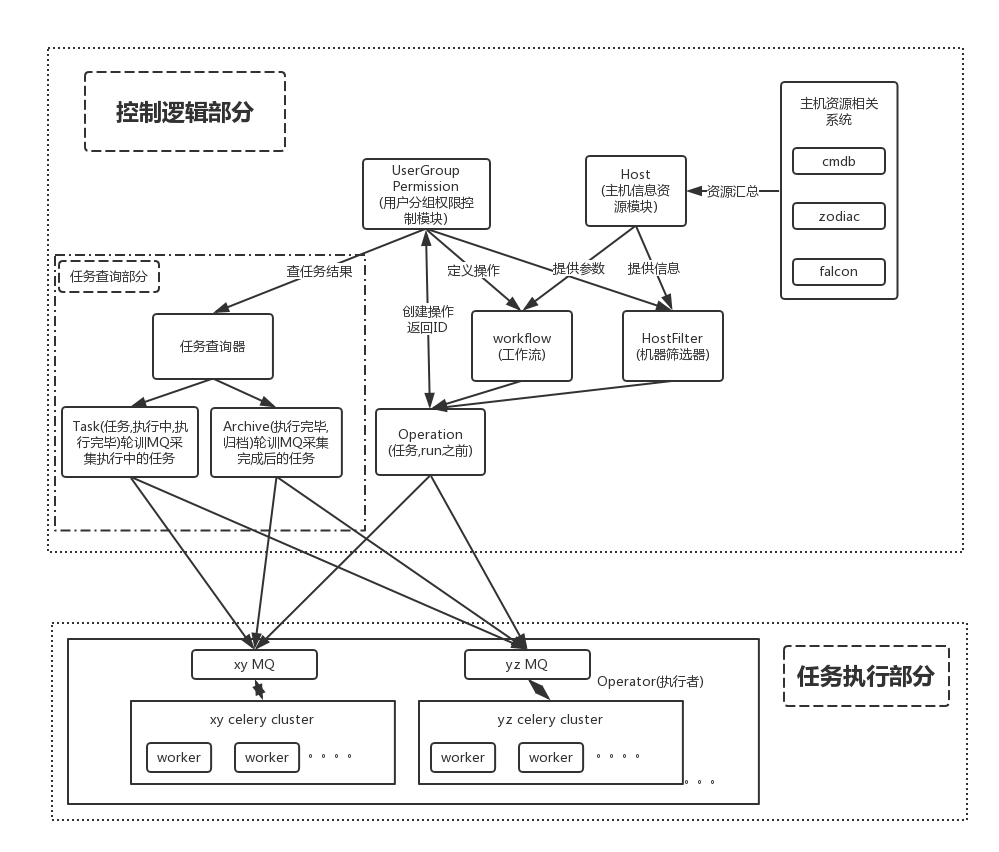 控制逻辑部分
主机资源相关
系统
cmdb
zodiac
falcon
UserGroup
Permission
(用户分组权限控
制模块)
Host
(主机信息资
源模块)
资源汇总
任务查询部分
查任务结果
定义操作
提供参数
提供信息
创建操作
返回ID
任务查询器
workflow
(工作流)
HostFilter
(机器筛选器)
Task(任务,执行中,执
行完毕)轮训MQ采
集执行中的任务
Archive(执行完毕,
归档)轮训MQ采集
完成后的任务
Operation
(任务,run之前)
xy MQ
yz MQ
Operator(执行者)
任务执行部分
xy celery cluster
worker
worker
。。。。
yz celery cluster
worker
worker
。。。。
。。。